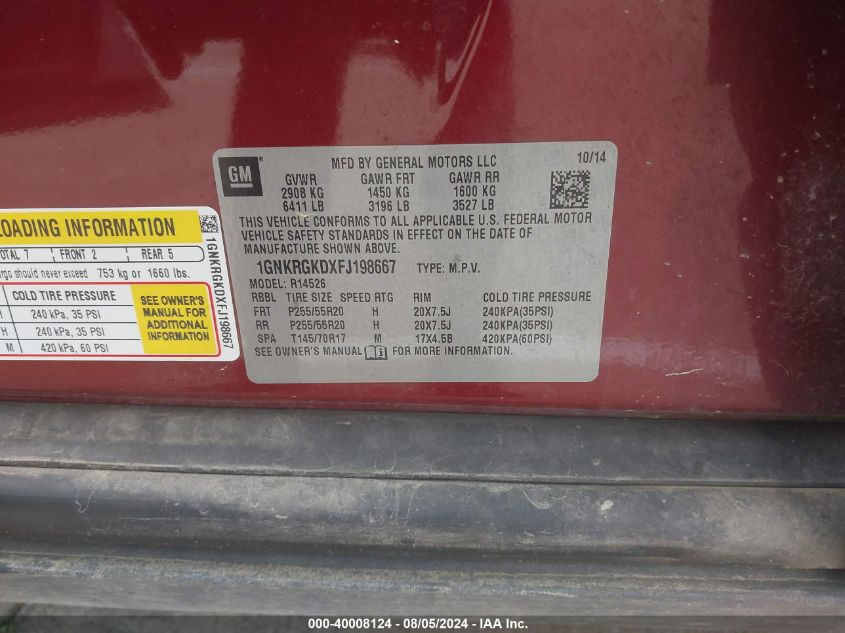 GM
MFD BY GENERAL MOTORS LLC 10/14
GVWR GAWR FRT GAWR RR
2908 KG 1450 KG 1600 KG
6411 LB 3196 LB 3527 LB
THIS VEHICLE CONFORMS TO ALL APPLICABLE U.S. FEDERAL MOTOR
VEHICLE SAFETY STANDARDS IN EFFECT ON THE DATE OF
MANUFACTURE SHOWN ABOVE.
1GNKRGKDXFJ198667 TYPE: M.P.V.
MODEL: R14526
RBBL TIRE SIZE SPEED RTG RIM COLD TIRE PRESSURE
FRT P255/55R20 H 20X7.5J 240KPA(35PSI)
RR P255/55R20 H 20X7.5J 240KPA(35PSI)
SPA T145/70R17 M 17X4.5B 420KPA(60PSI)
SEE OWNER'S MANUAL FOR MORE INFORMATION.
LOADING INFORMATION
OTAL 7 FRONT 2 REAR 5
rgo should never exceed 753 kg or 1660 lbs.
COLD TIRE PRESSURE
H 240 kPa, 35 PSI
H 240 kPa, 35 PSI
M 420 kPa, 60 PSI
SEE OWNER'S
MANUAL FOR
ADDITIONAL
INFORMATION
1GNKRGKDXFJ198667
000-40008124 - 08/05/2024 - IAA Inc.